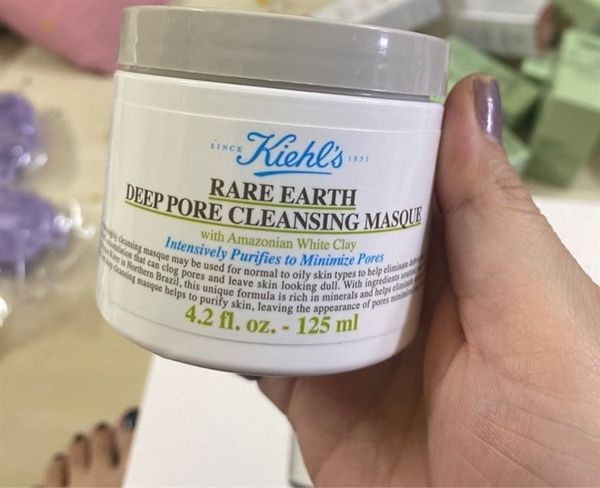 SINCE Kiehl's 1851
RARE EARTH
DEEP PORE CLEANSING MASQUE
with Amazonian White Clay
Intensively Purifies to Minimize Pores
cleansing masque may be used for normal to oily skin types to help eliminate
that can clog pores and leave skin looking dull. With ingredients
River in Northern Brazil, this unique formula is rich in minerals and helps eliminate
cleansing masque helps to purify skin, leaving the appearance of pores
4.2 fl. oz. - 125 ml